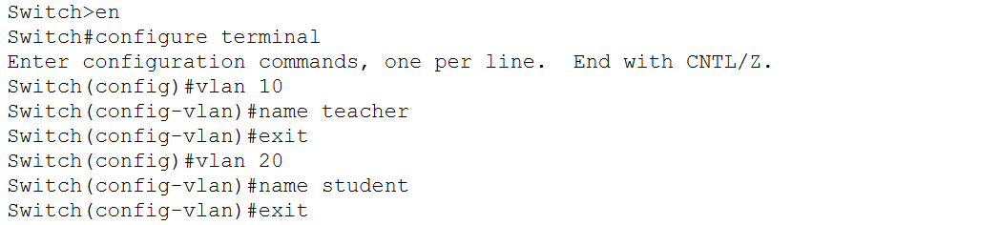 Switch>en
Switch#configure terminal
Enter configuration commands, one per line.  End with CNTL/Z.
Switch(config)#vlan 10
Switch(config-vlan)#name teacher
Switch(config-vlan)#exit
Switch(config)#vlan 20
Switch(config-vlan)#name student
Switch(config-vlan)#exit